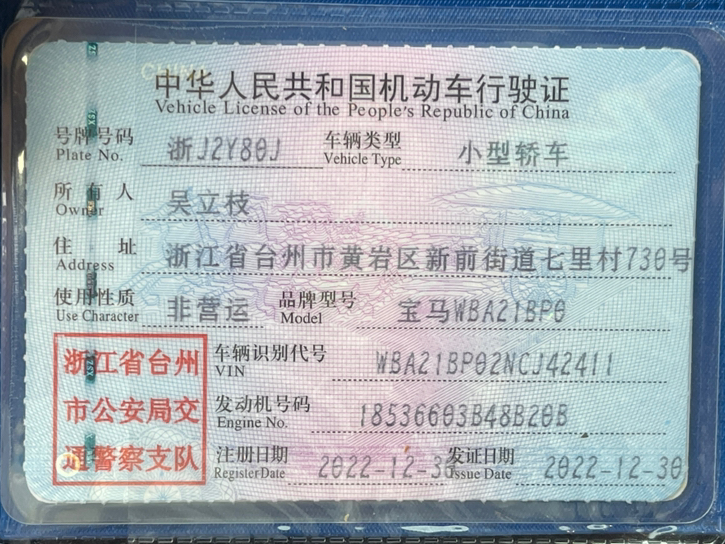 中华人民共和国机动车行驶证
Vehicle License of the People's Republic of China
号牌号码 浙J2Y80J 车辆类型 小型轿车
Plate No. Vehicle Type
所有人 吴立枝
Owner
住址 浙江省台州市黄岩区新前街道七里村730号
Address
使用性质 非营运 品牌型号 宝马WBA21BP0
Use Character Model
浙江省台州
市公安局交
通警察支队
车辆识别代号 WBA21BP02NCJ42411
VIN
发动机号码 18536603B48B20B
Engine No.
注册日期 2022-12-30 发证日期 2022-12-30
Register Date Issue Date